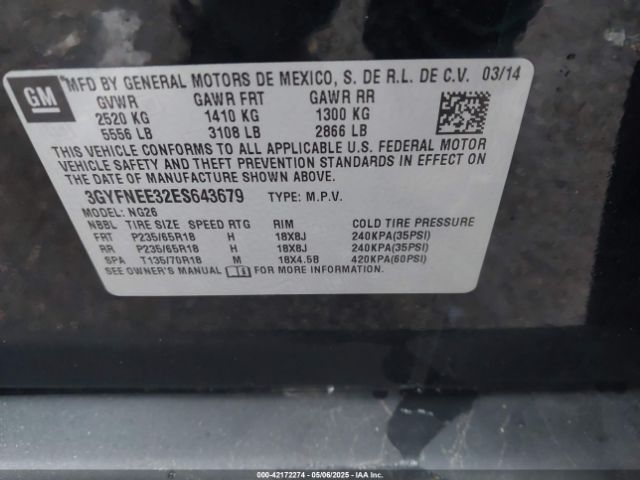 GM
MFD BY GENERAL MOTORS DE MEXICO, S. DE R.L. DE C.V. 03/14
GVWR GAWR FRT GAWR RR
2520 KG 1410 KG 1300 KG
5556 LB 3108 LB 2866 LB
THIS VEHICLE CONFORMS TO ALL APPLICABLE U.S. FEDERAL MOTOR
VEHICLE SAFETY AND THEFT PREVENTION STANDARDS IN EFFECT ON
THE DATE OF MANUFACTURE SHOWN ABOVE.
3GYFNEE32ES643679 TYPE: M.P.V.
MODEL: NG26
NBBL TIRE SIZE SPEED RTG RIM COLD TIRE PRESSURE
FRT P235/65R18 H 18X8J 240KPA(35PSI)
RR P235/65R18 H 18X8J 240KPA(35PSI)
SPA T135/70R18 M 18X4.5B 420KPA(60PSI)
SEE OWNER'S MANUAL FOR MORE INFORMATION.
000-42172274 - 05/06/2025 - IAAI.COM